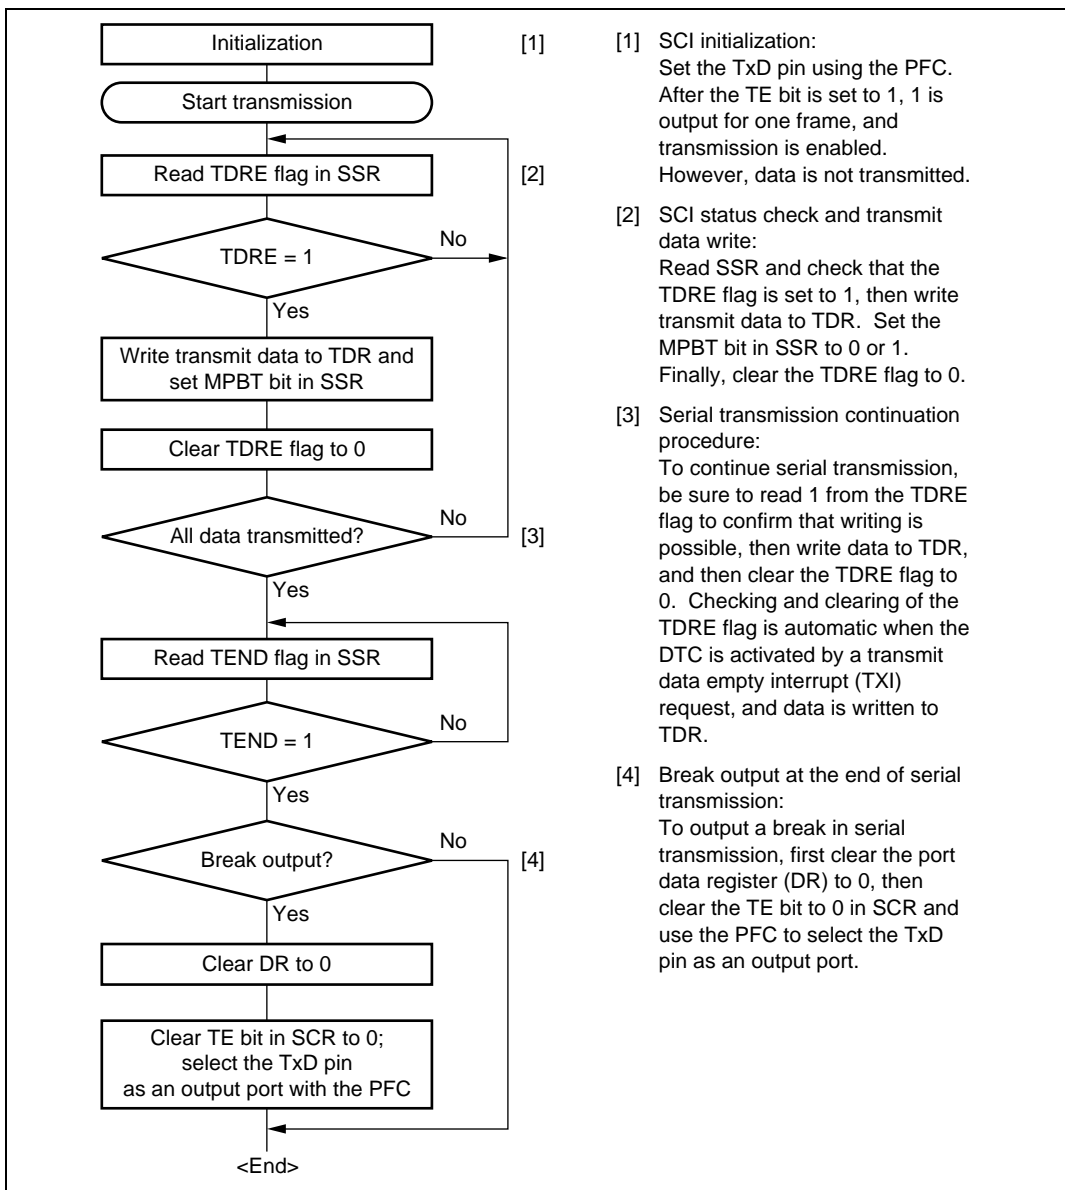 Initialization
[1]
Start transmission
Read TDRE flag in SSR
[2]
TDRE = 1
No
Yes
Write transmit data to TDR and
set MPBT bit in SSR
Clear TDRE flag to 0
All data transmitted?
No
[3]
Yes
Read TEND flag in SSR
TEND = 1
No
Yes
Break output?
No
[4]
Yes
Clear DR to 0
Clear TE bit in SCR to 0;
select the TxD pin
as an output port with the PFC
<End>
[1] SCI initialization:
Set the TxD pin using the PFC.
After the TE bit is set to 1, 1 is
output for one frame, and
transmission is enabled.
However, data is not transmitted.
[2] SCI status check and transmit
data write:
Read SSR and check that the
TDRE flag is set to 1, then write
transmit data to TDR. Set the
MPBT bit in SSR to 0 or 1.
Finally, clear the TDRE flag to 0.
[3] Serial transmission continuation
procedure:
To continue serial transmission,
be sure to read 1 from the TDRE
flag to confirm that writing is
possible, then write data to TDR,
and then clear the TDRE flag to
0. Checking and clearing of the
TDRE flag is automatic when the
DTC is activated by a transmit
data empty interrupt (TXI)
request, and data is written to
TDR.
[4] Break output at the end of serial
transmission:
To output a break in serial
transmission, first clear the port
data register (DR) to 0, then
clear the TE bit to 0 in SCR and
use the PFC to select the TxD
pin as an output port.